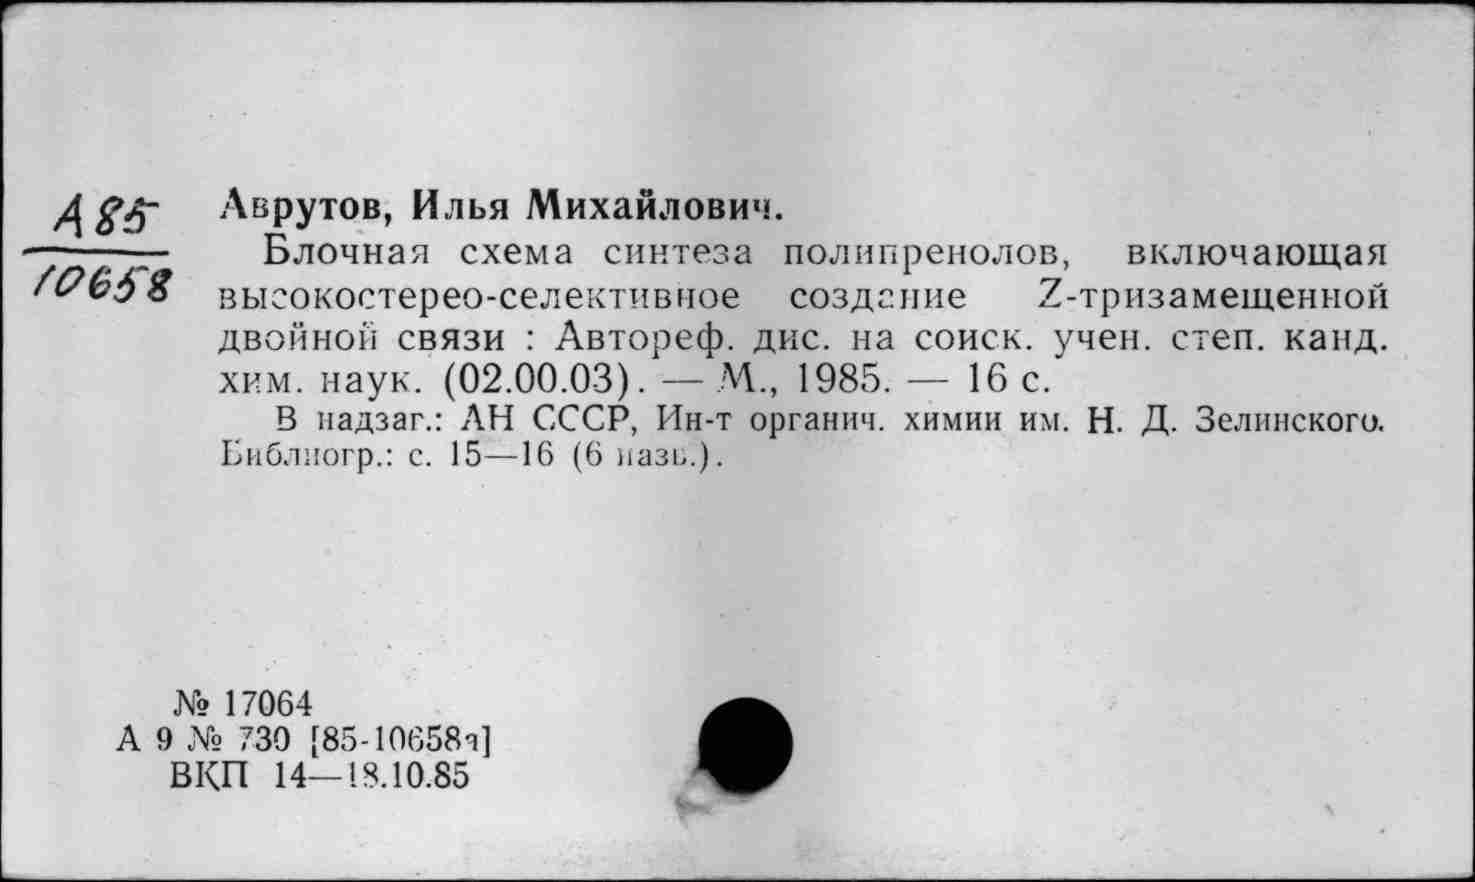 А85
10658
Аврутов, Илья Михайлович.
Блочная схема синтеза полипренолов, включающая
высокостерео-селективное создание Z-тризамещенной
двойной связи : Автореф. дис. на соиск. учен. степ. канд.
хим. наук. (02.00.03). — М., 1985. — 16 с.
В надзаг.: АН СССР, Ин-т органич. химии им. Н. Д. Зелинского.
Библиогр.: с. 15—16 (6 назв.).
№ 17064
А 9 № 730 [85-10658а]
ВКП 14—18.10.85